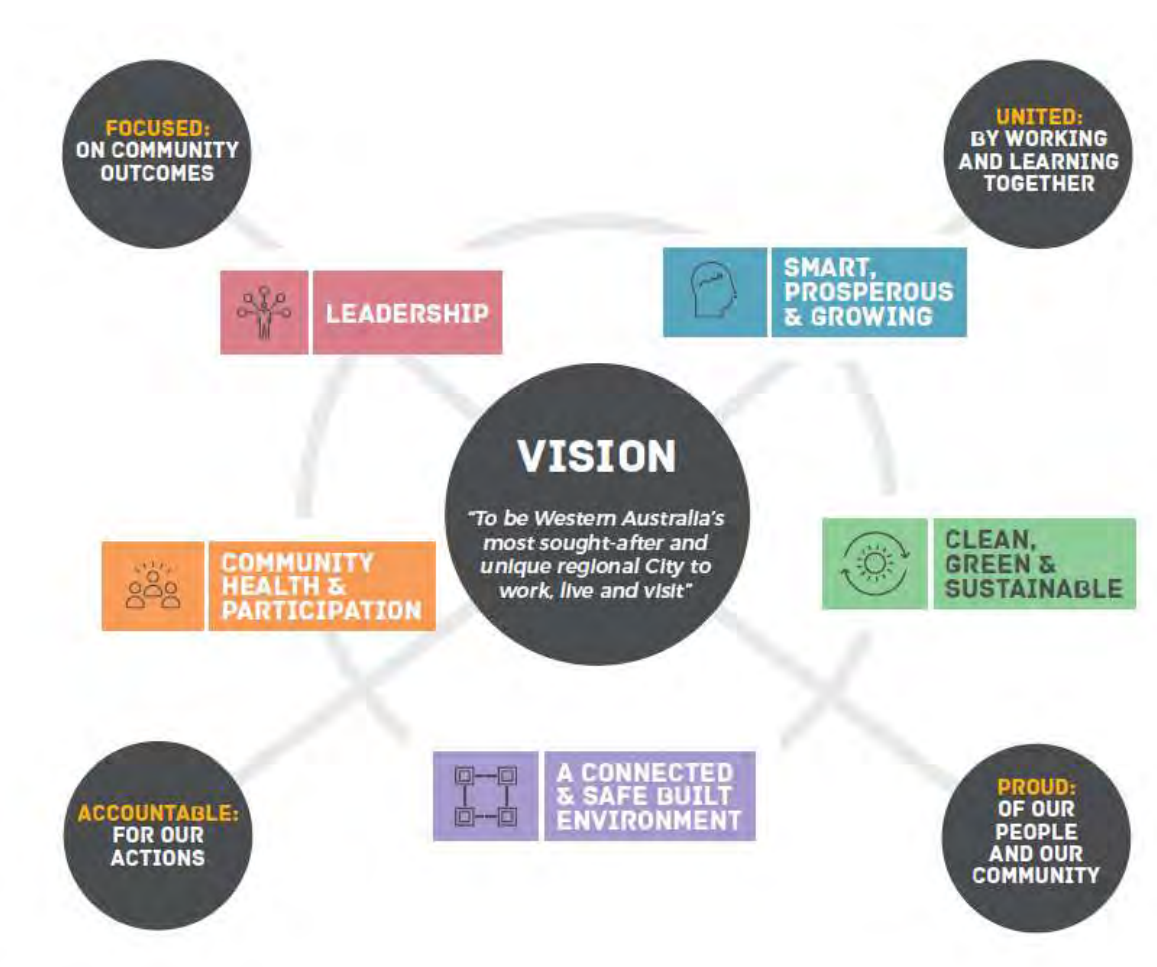 FOCUSED:
ON COMMUNITY
OUTCOMES
UNITED:
BY WORKING
AND LEARNING
TOGETHER
LEADERSHIP
SMART,
PROSPEROUS
& GROWING
VISION
"To be Western Australia's
most sought-after and
unique regional City to
work, live and visit"
COMMUNITY
HEALTH &
PARTICIPATION
CLEAN,
GREEN &
SUSTAINABLE
A CONNECTED
& SAFE BUILT
ENVIRONMENT
ACCOUNTABLE:
FOR OUR
ACTIONS
PROUD:
OF OUR
PEOPLE
AND OUR
COMMUNITY